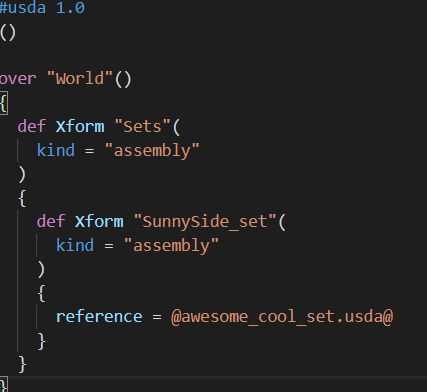 #usda 1.0
()
over "World"()
{
def Xform "Sets"(
kind = "assembly"
)
{
def Xform "SunnySide_set"(
kind = "assembly"
)
{
reference = @awesome_cool_set.usda@
}
}
}